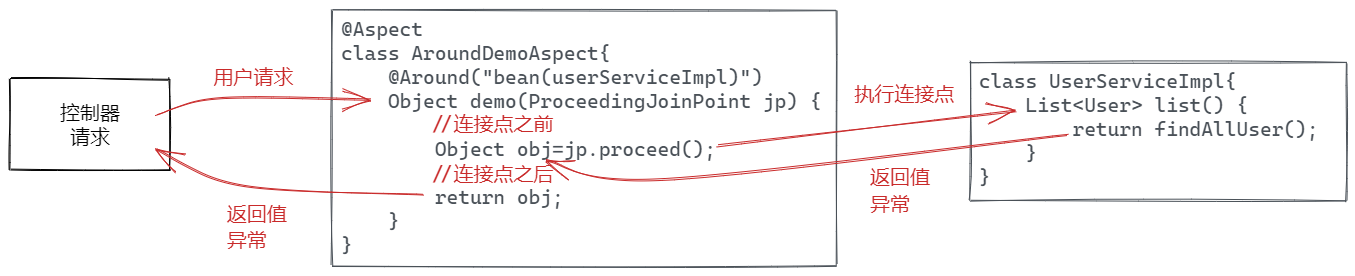 控制器
请求
用户请求
@Aspect
class AroundDemoAspect{
@Around("bean(userServiceImpl)")
Object demo(ProceedingJoinPoint jp) {
//连接点之前
Object obj=jp.proceed();
//连接点之后
return obj;
}
}
返回值
异常
执行连接点
class UserServiceImpl{
List<User> list() {
return findAllUser();
}
}
返回值
异常